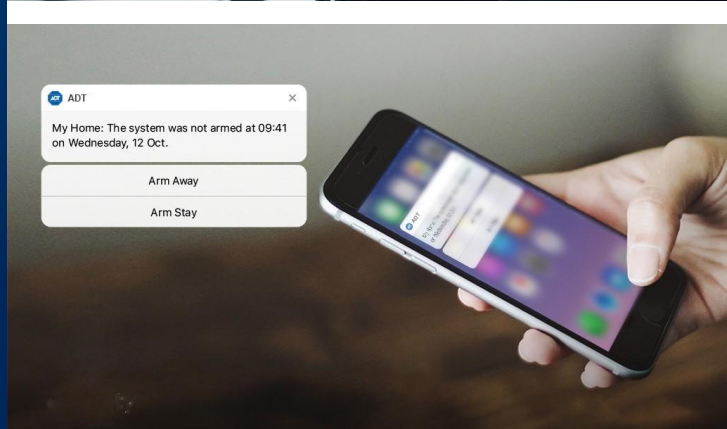 ADT
My Home: The system was not armed at 09:41
on Wednesday, 12 Oct.
Arm Away
Arm Stay
ADT